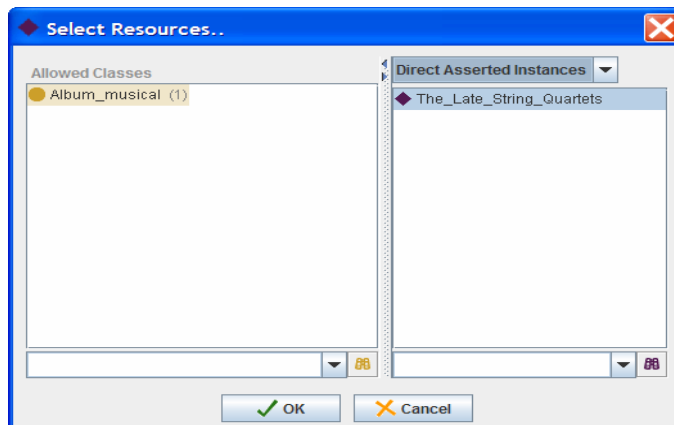 Select Resources..
Allowed Classes
Album_musical (1)
Direct Asserted Instances
The_Late_String_Quartets
OK
Cancel